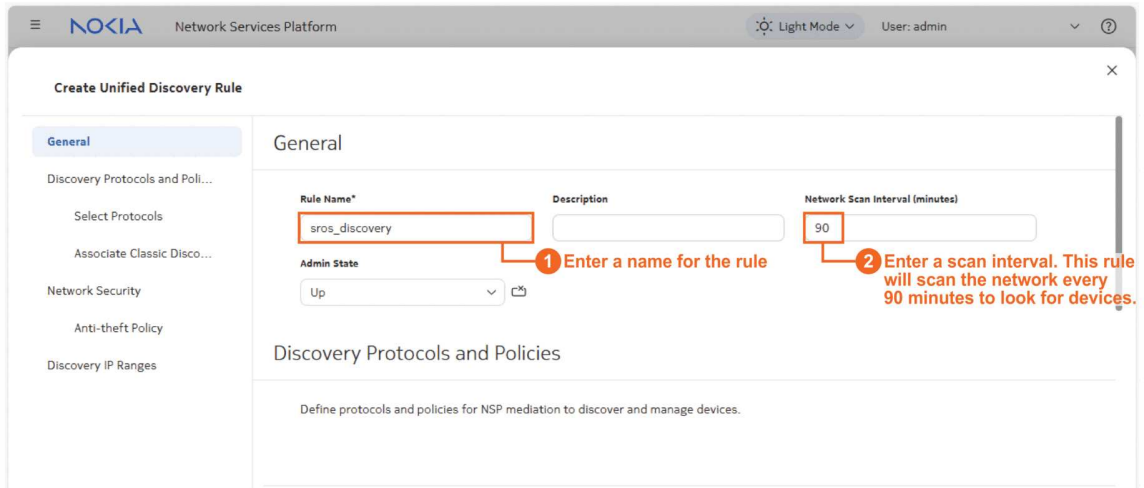 NOKIA Network Services Platform Light Mode User: admin
Create Unified Discovery Rule
General
Discovery Protocols and Poli...
Select Protocols
Associate Classic Disco...
Network Security
Anti-theft Policy
Discovery IP Ranges
General
Rule Name* Description Network Scan Interval (minutes)
sros_discovery 90
1 Enter a name for the rule
2 Enter a scan interval. This rule
will scan the network every
90 minutes to look for devices.
Admin State
Up
Discovery Protocols and Policies
Define protocols and policies for NSP mediation to discover and manage devices.